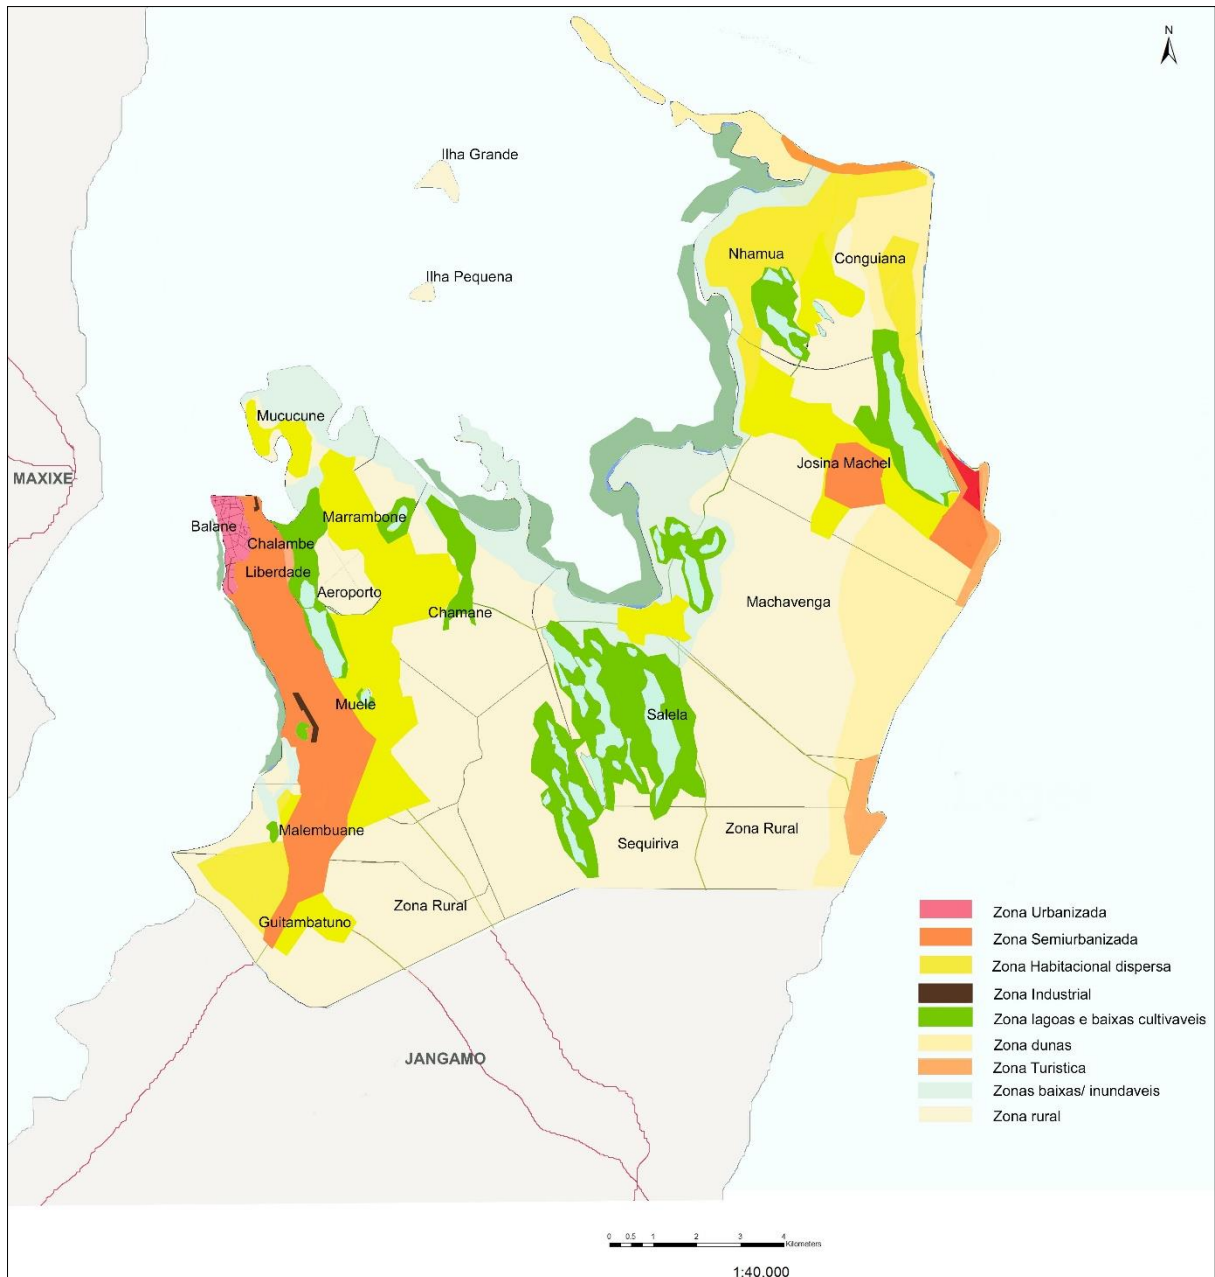 N
Ilha Grande
Ilha Pequena
Nhamua
Conguiana
Mucucune
MAXIXE
Josina Machel
Balane
Marrambone
Chalambe
Liberdade
Aeroporto
Chamane
Machavenga
Muele
Salela
Malembuane
Sequiriva
Zona Rural
Zona Rural
Guitambatuno
JANGAMO
Zona Urbanizada
Zona Semiurbanizada
Zona Habitacional dispersa
Zona Industrial
Zona lagoas e baixas cultivaveis
Zona dunas
Zona Turistica
Zonas baixas/ inundaveis
Zona rural
0 0.5 1 2 3 4
Kilometers
1:40.000